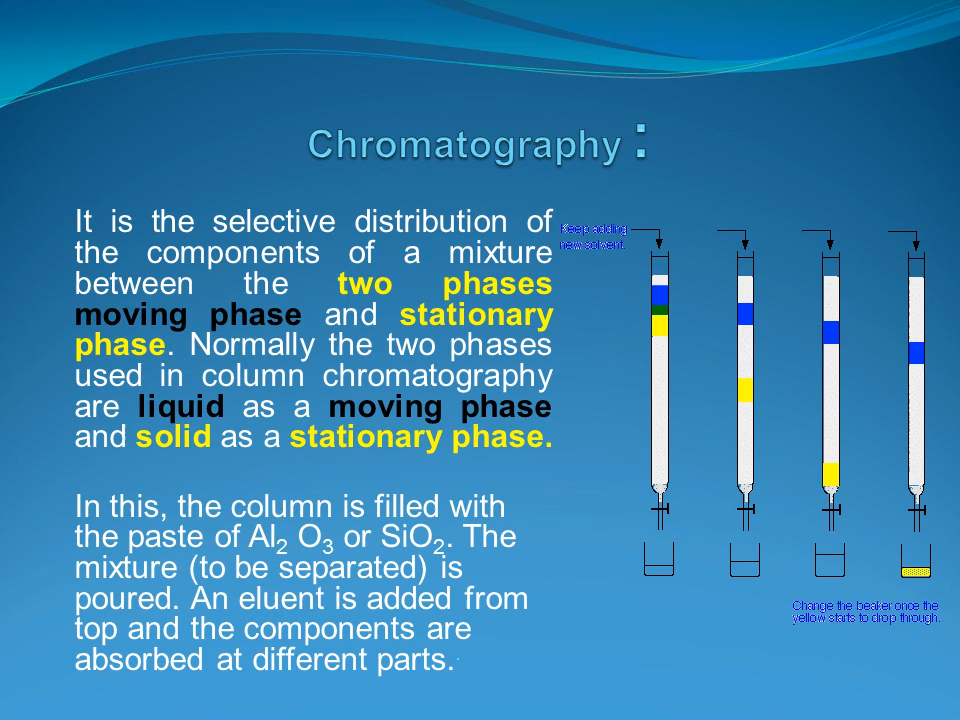 Chromatography :
It is the selective distribution of
the components of a mixture
between the two phases
moving phase and stationary
phase. Normally the two phases
used in column chromatography
are liquid as a moving phase
and solid as a stationary phase.
In this, the column is filled with
the paste of Al₂ O₃ or SiO₂. The
mixture (to be separated) is
poured. An eluent is added from
top and the components are
absorbed at different parts. .
Keep adding
new solvent.
Change the beaker once the
yellow starts to drop through.